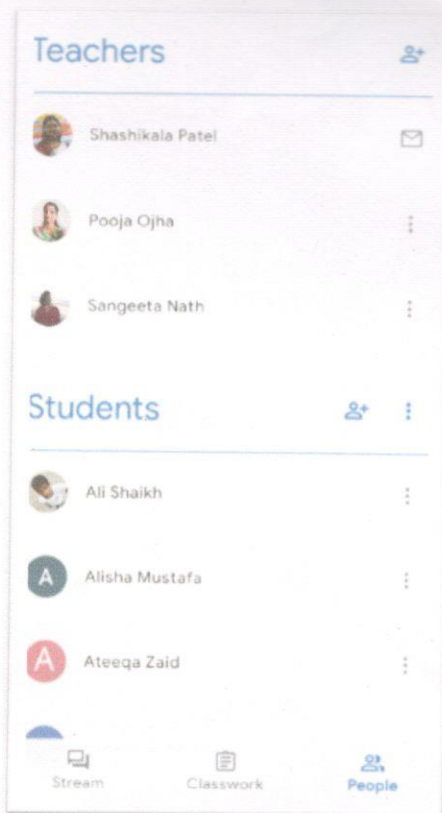 Teachers
Shashikala Patel
Pooja Ojha
Sangeeta Nath
Students
Ali Shaikh
A Alisha Mustafa
A Ateeqa Zaid
Stream Classwork People